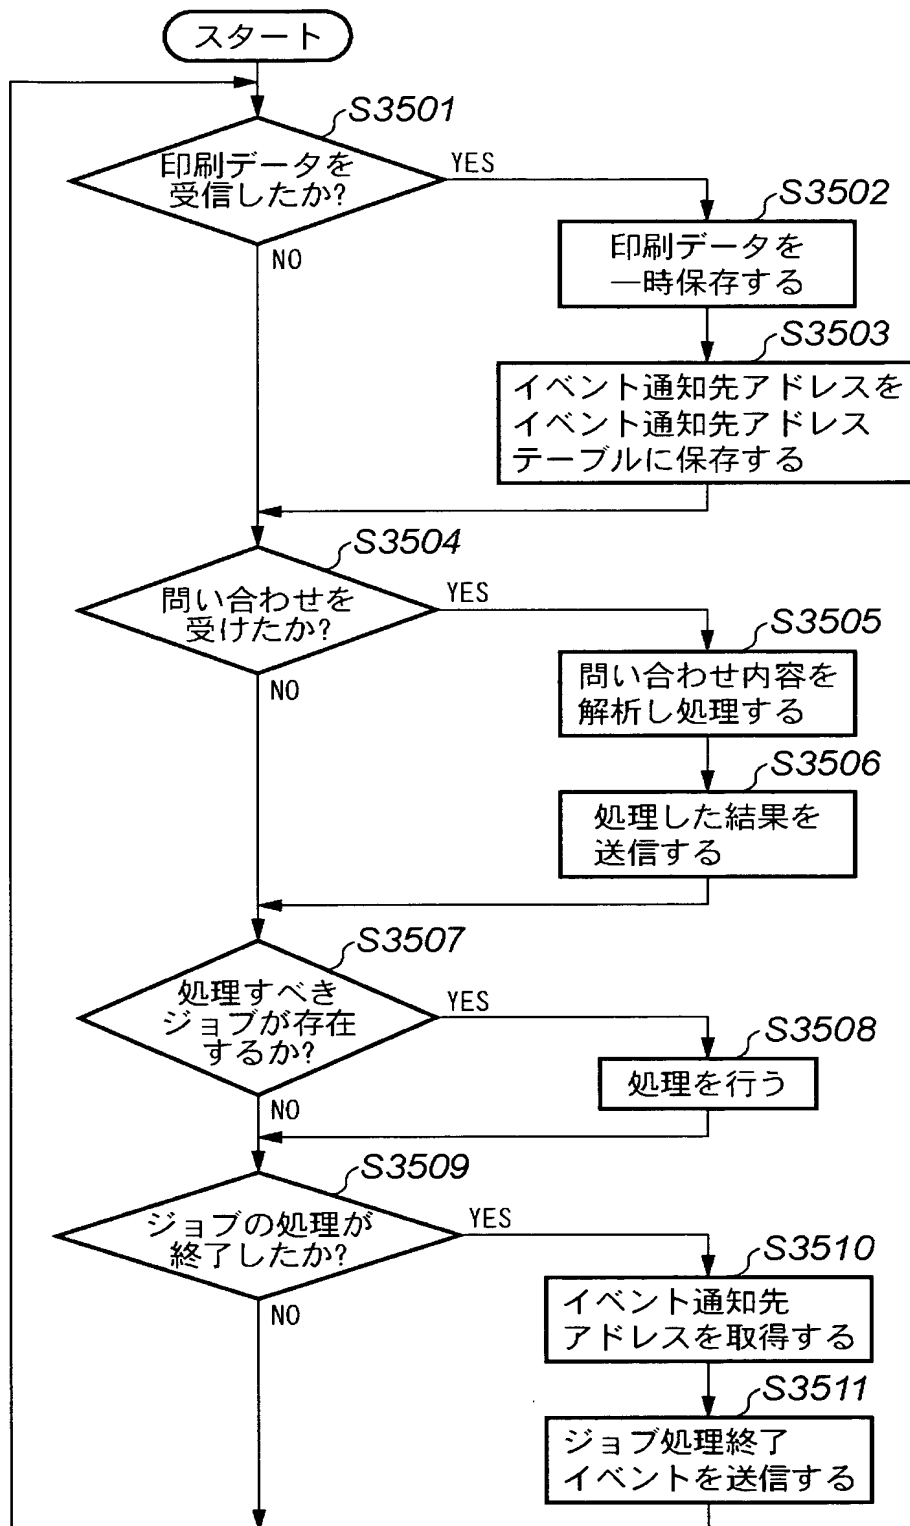 スタート
S3501
印刷データを
受信したか?
YES
NO
S3502
印刷データを
一時保存する
S3503
イベント通知先アドレスを
イベント通知先アドレス
テーブルに保存する
S3504
問い合わせを
受けたか?
YES
NO
S3505
問い合わせ内容を
解析し処理する
S3506
処理した結果を
送信する
S3507
処理すべき
ジョブが存在
するか?
YES
NO
S3508
処理を行う
S3509
ジョブの処理が
終了したか?
YES
NO
S3510
イベント通知先
アドレスを取得する
S3511
ジョブ処理終了
イベントを送信する